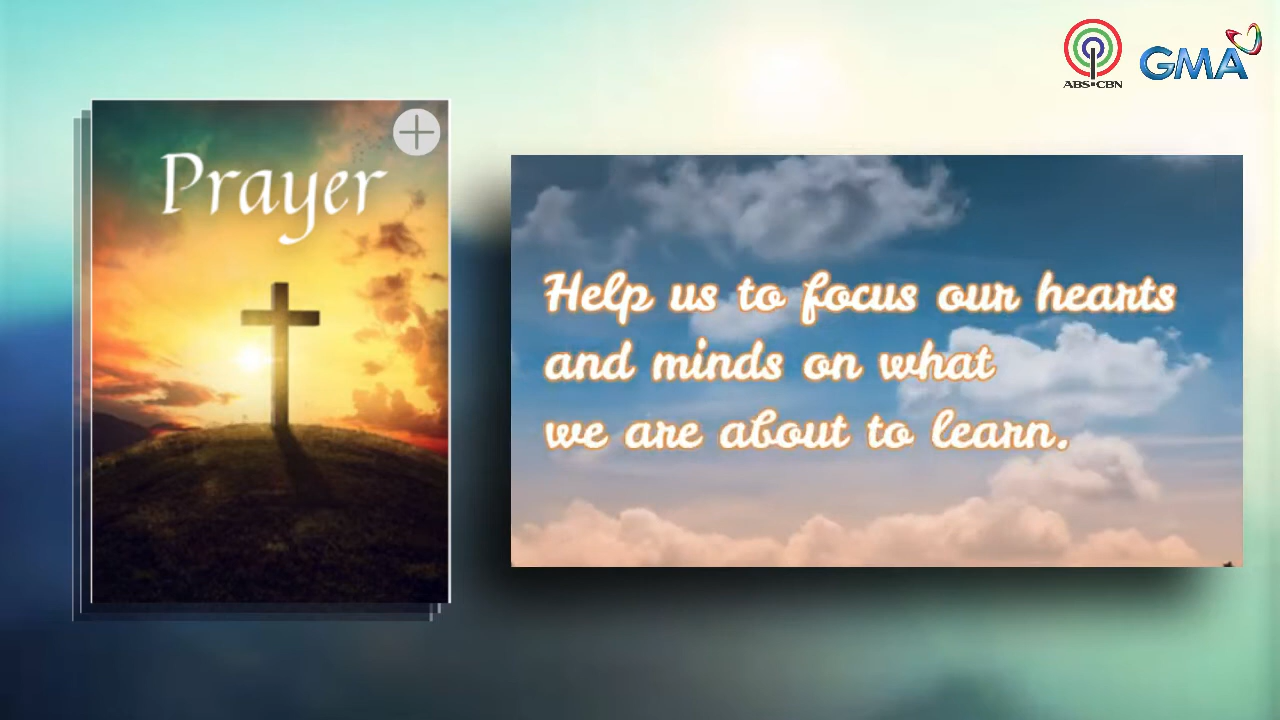 ABS-CBN GMA
Prayer
Help us to focus our hearts
and minds on what
we are about to learn.